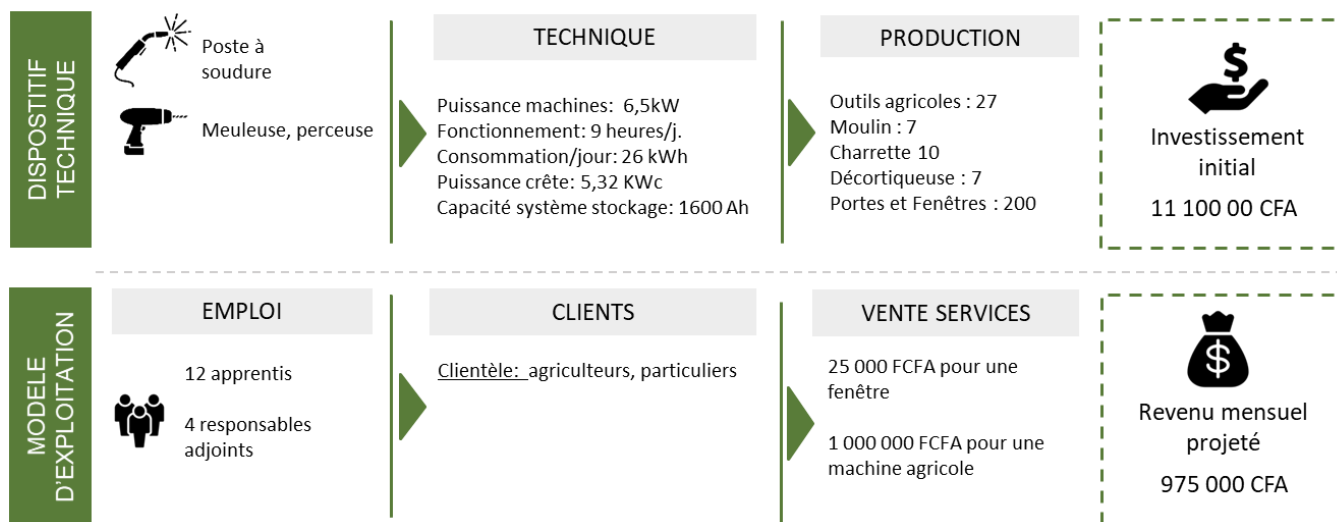 DISPOSTITIF
TECHNIQUE
Poste à
soudure
Meuleuse, perceuse
TECHNIQUE
Puissance machines: 6,5kW
Fonctionnement: 9 heures/j.
Consommation/jour: 26 kWh
Puissance crête: 5,32 KWc
Capacité système stockage: 1600 Ah
PRODUCTION
Outils agricoles : 27
Moulin : 7
Charrette 10
Décortiqueuse : 7
Portes et Fenêtres : 200
$
Investissement
initial
11 100 00 CFA
MODELE
D'EXPLOITATION
EMPLOI
12 apprentis
4 responsables
adjoints
CLIENTS
Clientèle: agriculteurs, particuliers
VENTE SERVICES
25 000 FCFA pour une
fenêtre
1 000 000 FCFA pour une
machine agricole
$
Revenu mensuel
projeté
975 000 CFA